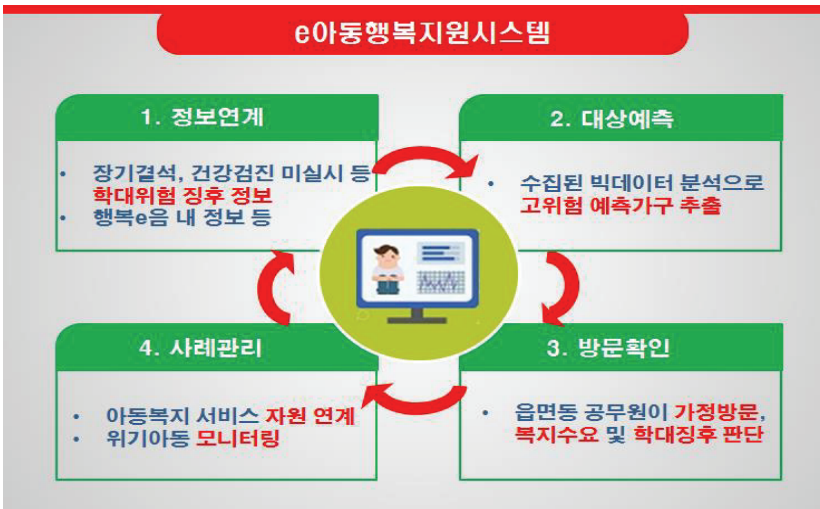 e아동행복지원시스템
1. 정보연계
• 장기결석, 건강검진 미실시 등
학대위험 징후 정보
• 행복e음 내 정보 등
2. 대상예측
• 수집된 빅데이터 분석으로
고위험 예측가구 추출
3. 방문확인
• 읍면동 공무원이 가정방문,
복지수요 및 학대징후 판단
4. 사례관리
• 아동복지 서비스 자원 연계
• 위기아동 모니터링